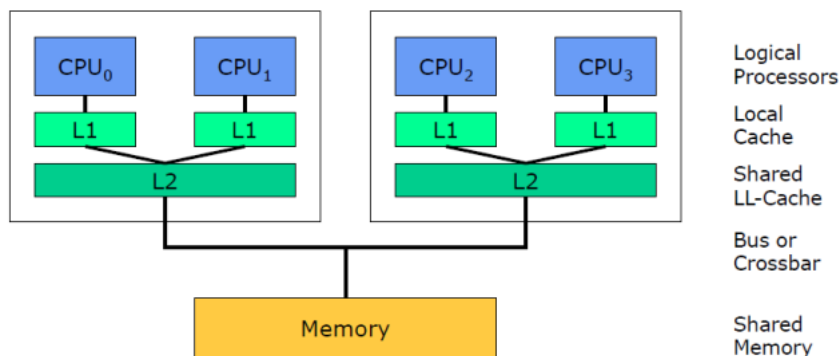 CPU₀
CPU₁
CPU₂
CPU₃
Logical
Processors
L1
L1
L1
L1
Local
Cache
L2
L2
Shared
LL-Cache
Bus or
Crossbar
Memory
Shared
Memory